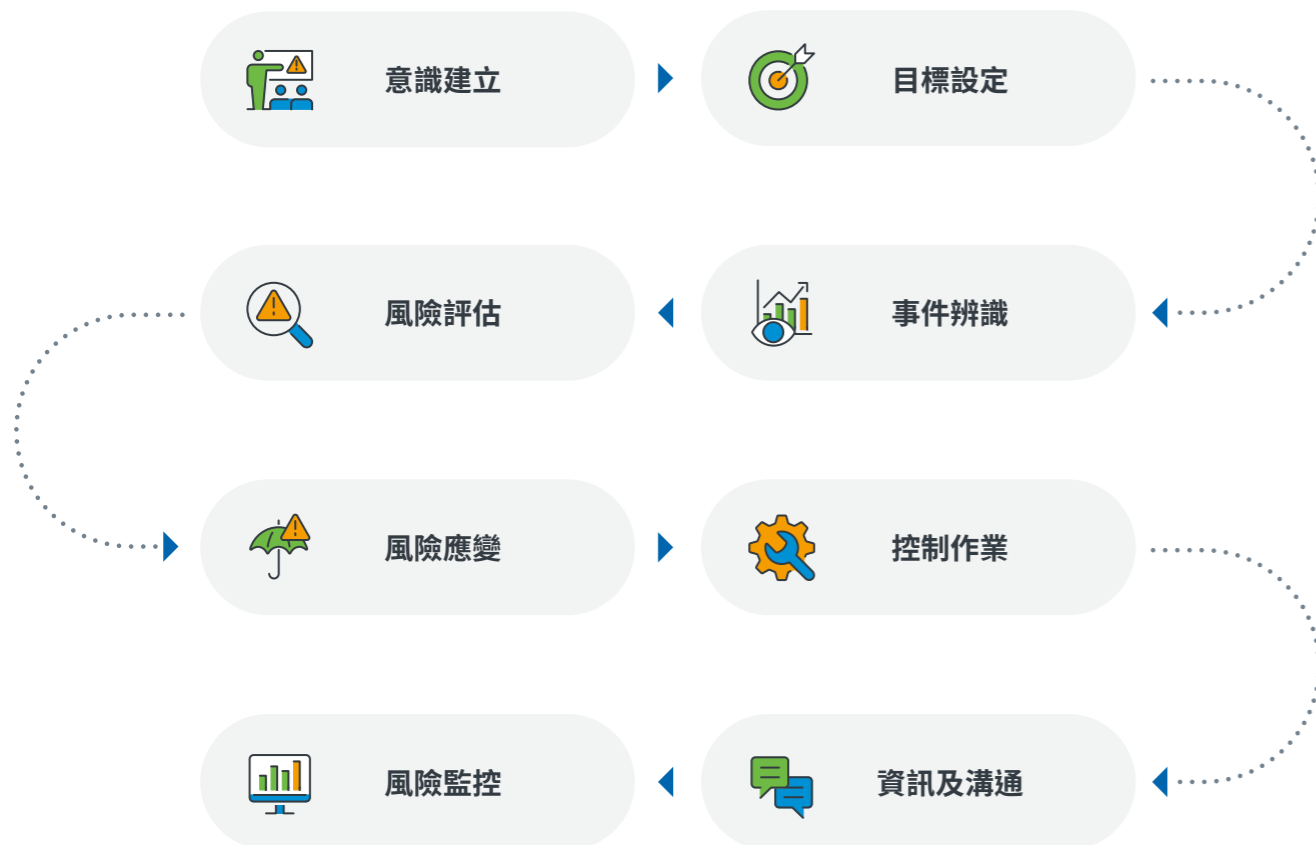 意識建立
目標設定
事件辨識
風險評估
風險應變
控制作業
資訊及溝通
風險監控